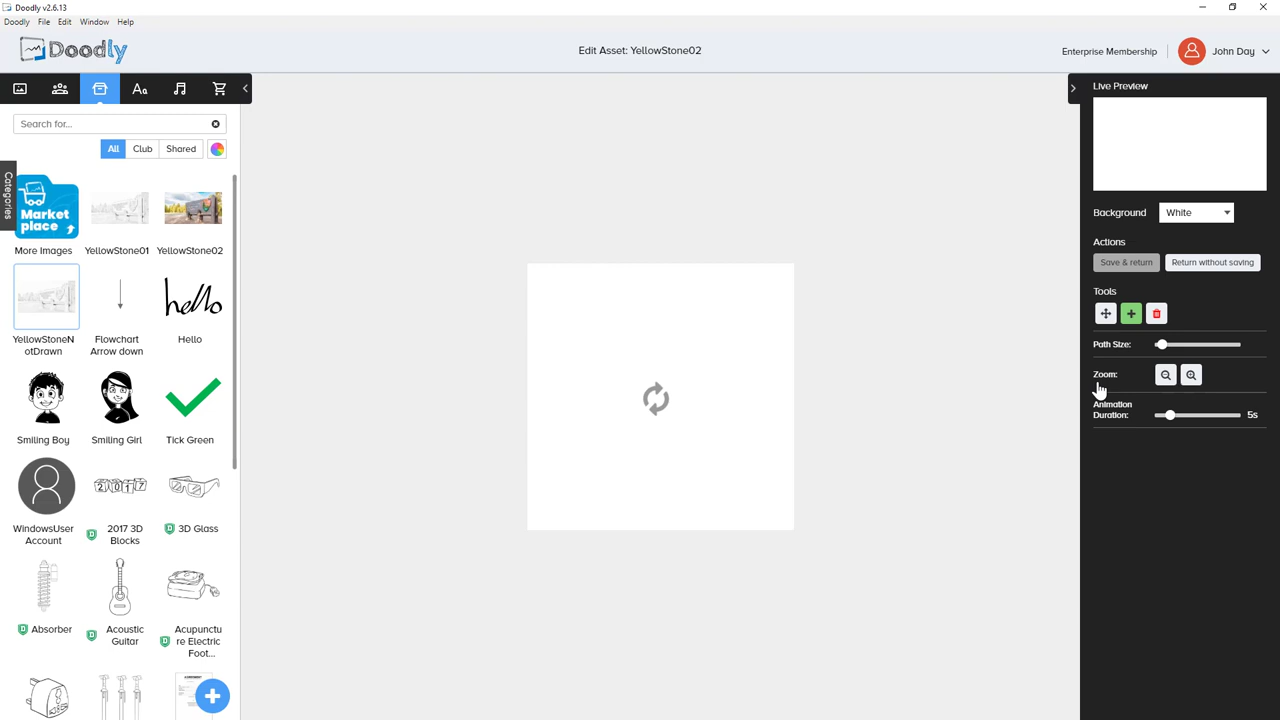 Doodly v2.6.13
Doodly File Edit Window Help
Doodly
Edit Asset: YellowStone02
Enterprise Membership
John Day
Aa
Search for...
All Club Shared
Categories
Market
place
More Images
YellowStone01
YellowStone02
YellowStoneN
otDrawn
Flowchart
Arrow down
hello
Hello
Smiling Boy
Smiling Girl
Tick Green
WindowsUser
Account
2017
2017 3D
Blocks
3D Glass
Absorber
Acoustic
Guitar
Acupunctu
re Electric
Foot...
Live Preview
Background White
Actions
Save & return Return without saving
Tools
Path Size:
Zoom:
Animation
Duration: 5s